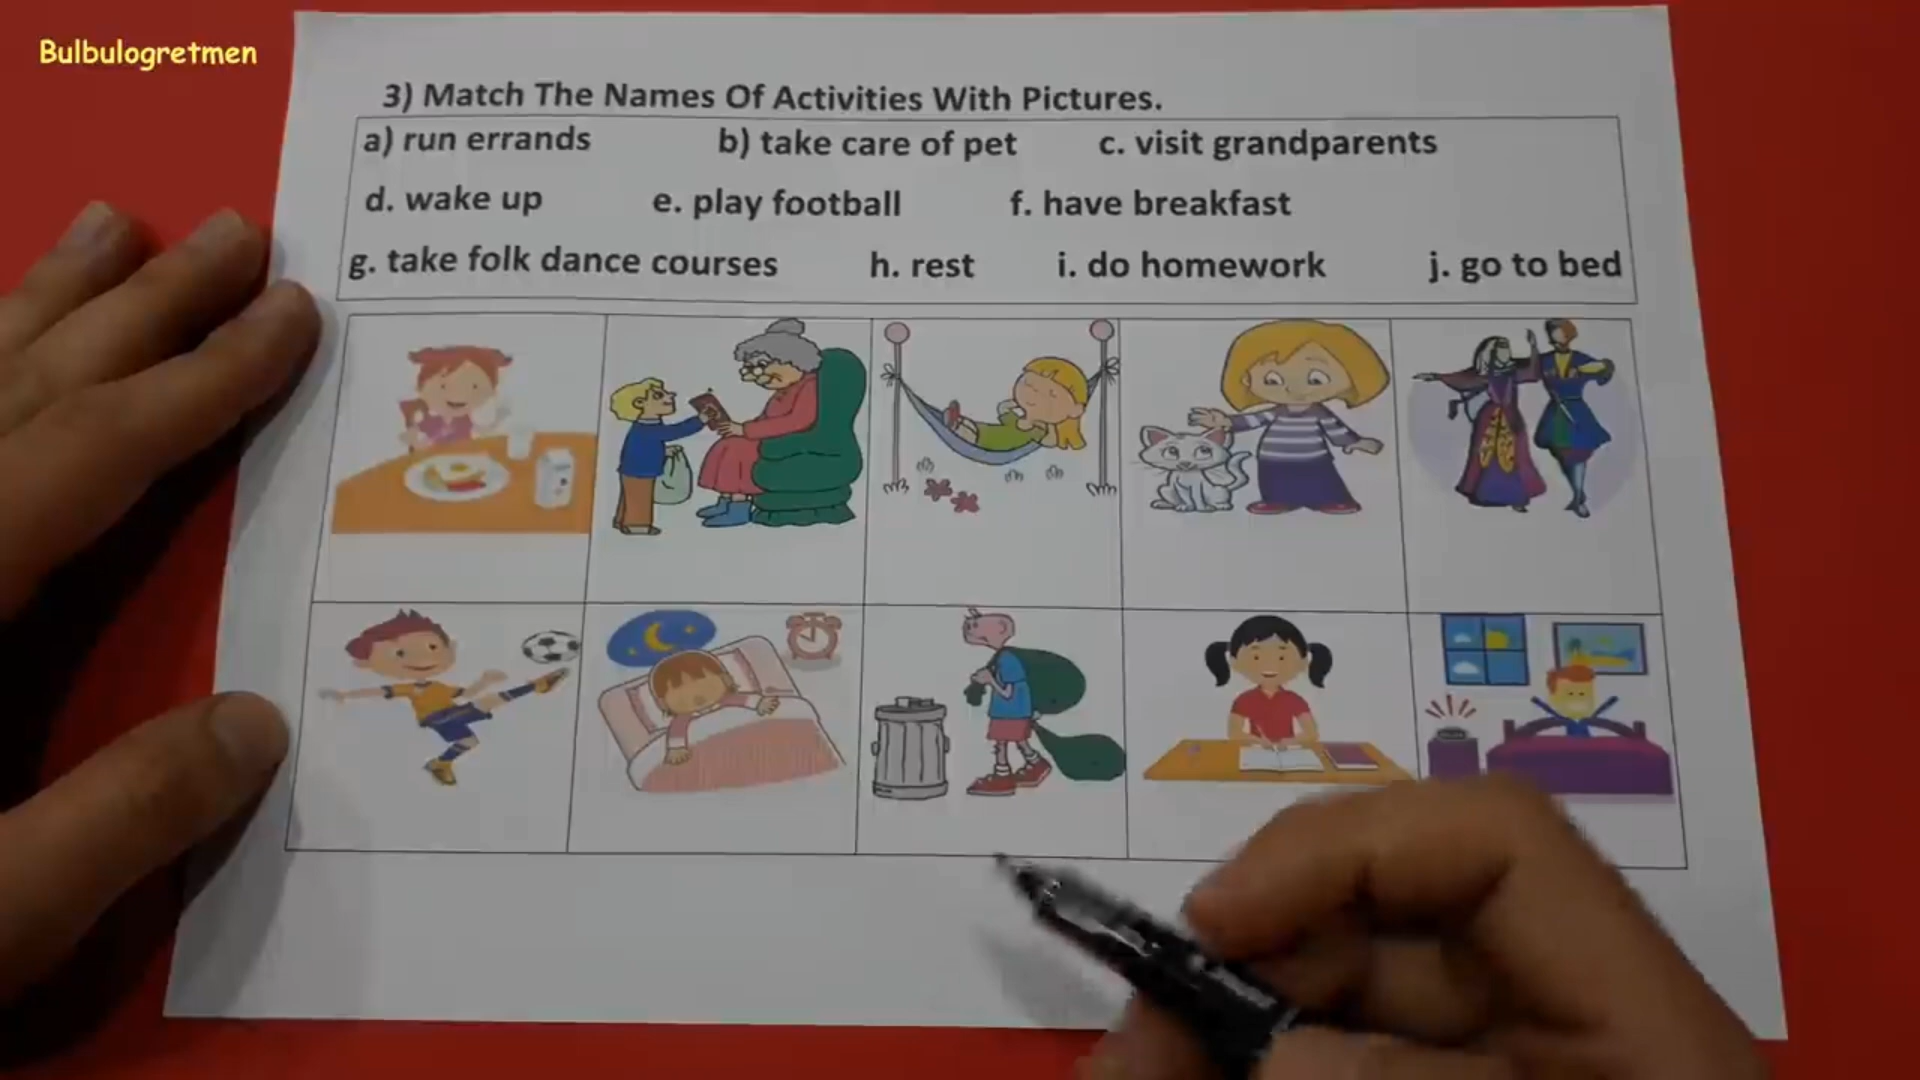 Bulbulogretmen
3) Match The Names Of Activities With Pictures.
a) run errands b) take care of pet c. visit grandparents
d. wake up e. play football f. have breakfast
g. take folk dance courses h. rest i. do homework j. go to bed